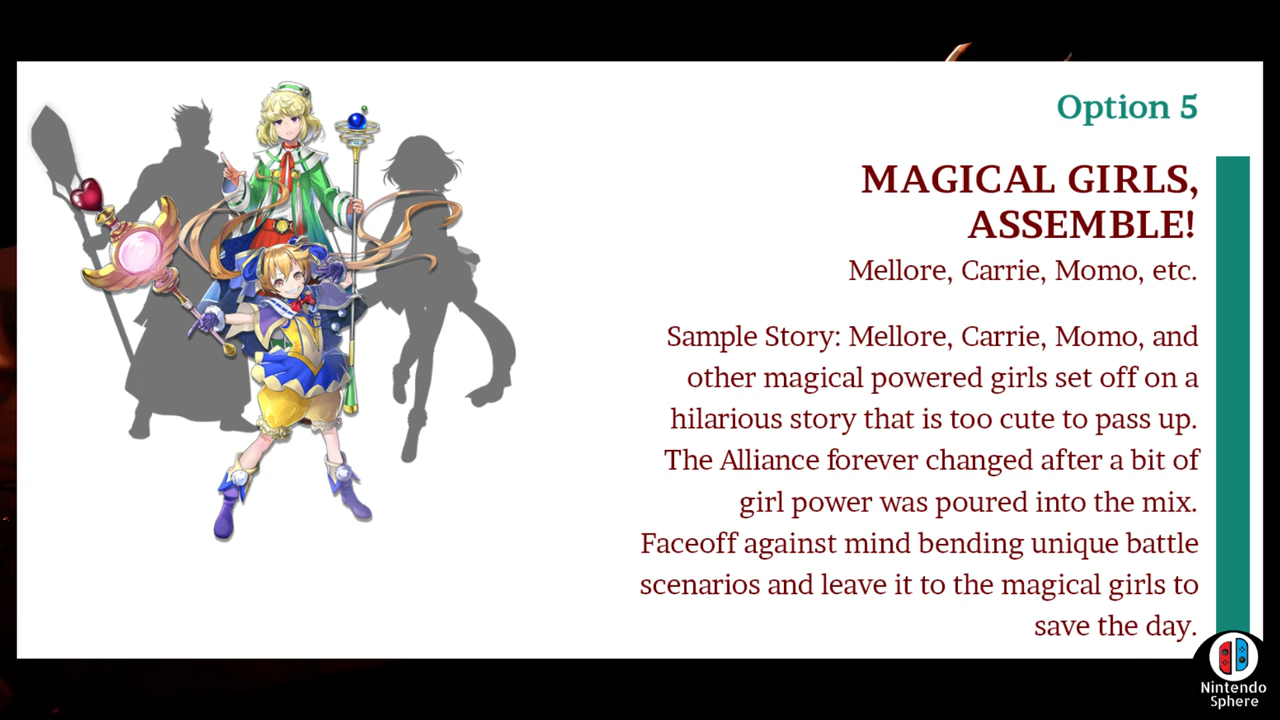 Option 5
MAGICAL GIRLS,
ASSEMBLE!
Mellore, Carrie, Momo, etc.
Sample Story: Mellore, Carrie, Momo, and
other magical powered girls set off on a
hilarious story that is too cute to pass up.
The Alliance forever changed after a bit of
girl power was poured into the mix.
Faceoff against mind bending unique battle
scenarios and leave it to the magical girls to
save the day.
Nintendo
Sphere